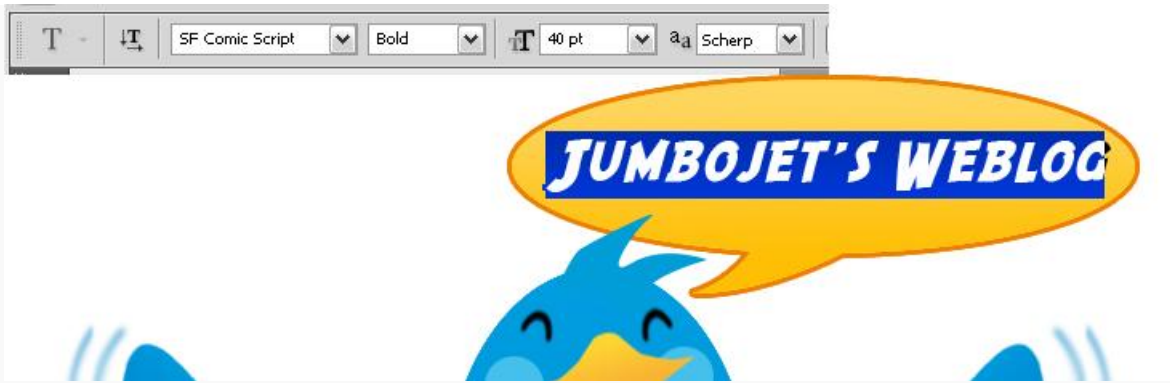 T T SF Comic Script Bold T 40 pt aa Scherp
JUMBOJET'S WEBLOG